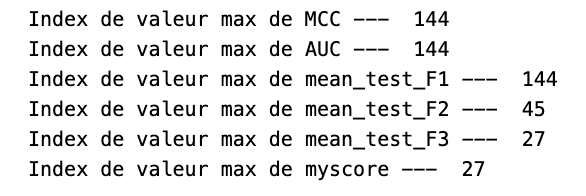 Index de valeur max de MCC ---  144
Index de valeur max de AUC ---  144
Index de valeur max de mean_test_F1 ---  144
Index de valeur max de mean_test_F2 ---  45
Index de valeur max de mean_test_F3 ---  27
Index de valeur max de myscore ---  27